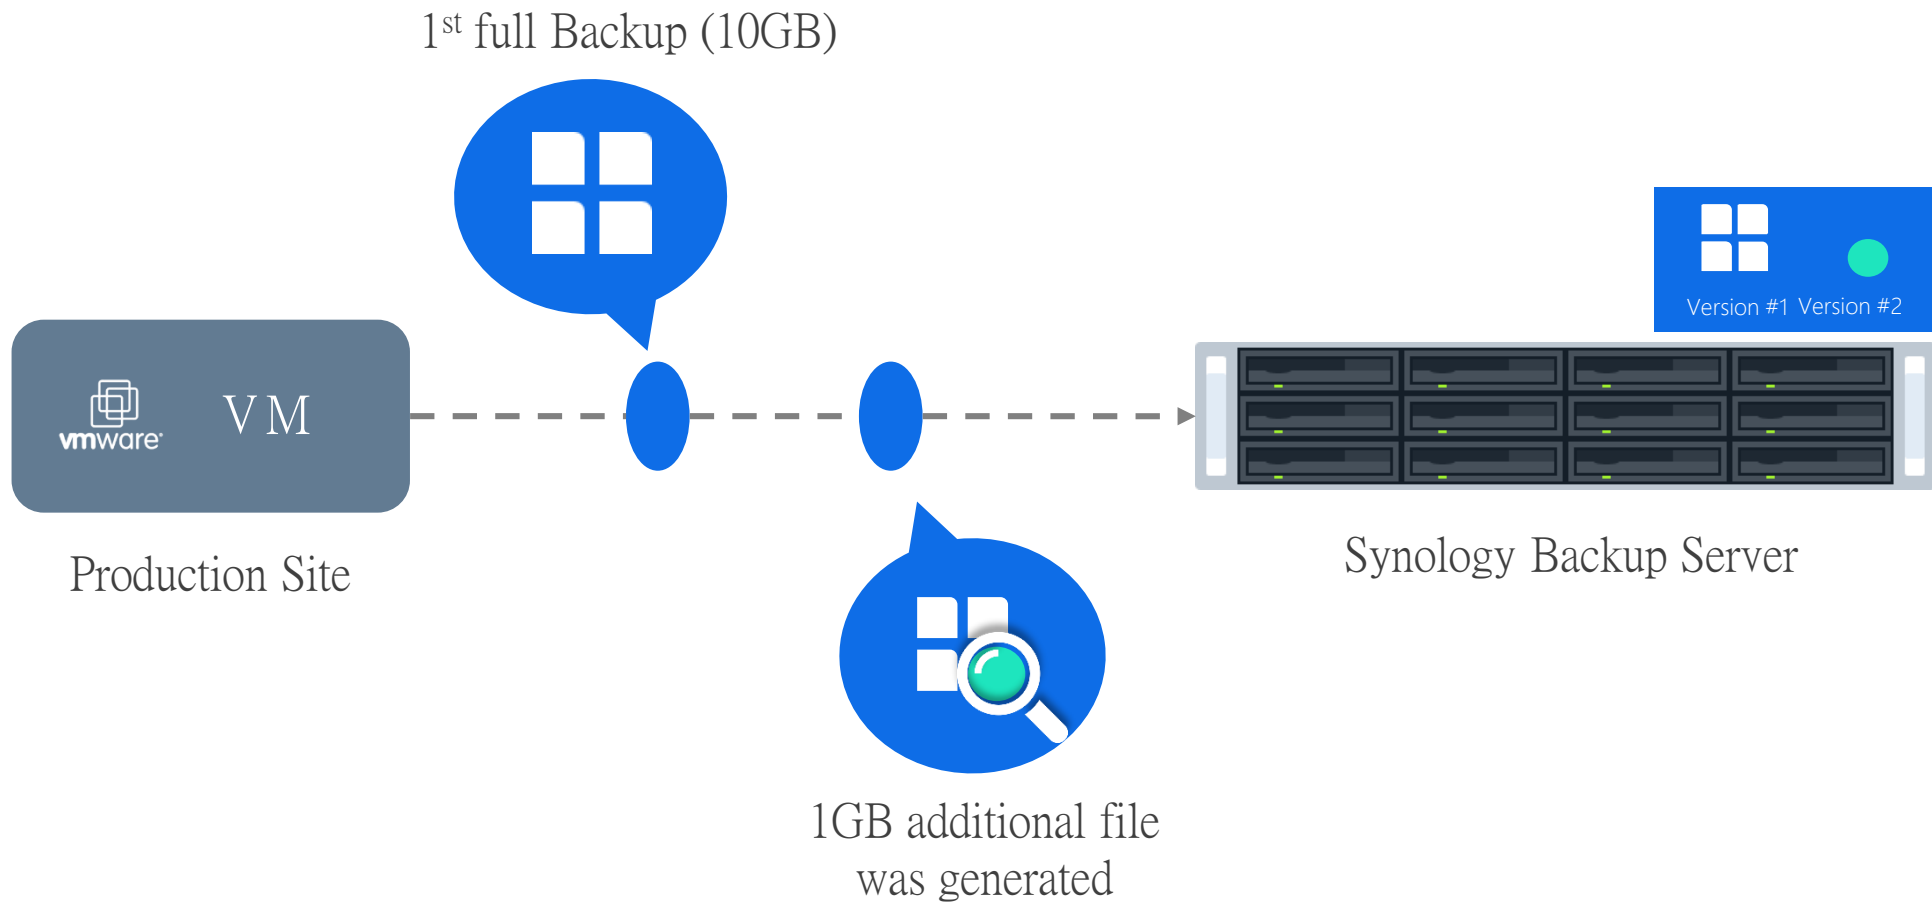 1st full Backup (10GB)
Version #1 Version #2
vmware
VM
Production Site
Synology Backup Server
1GB additional file
was generated